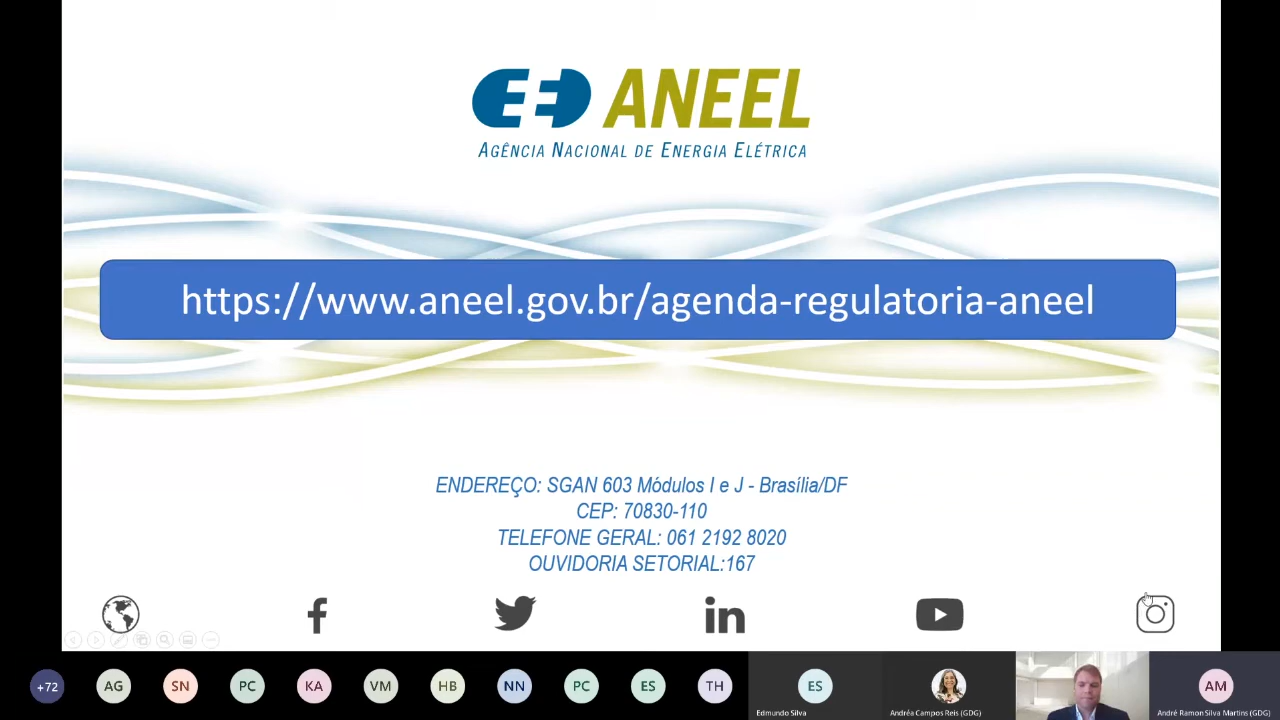 ANEEL
AGÊNCIA NACIONAL DE ENERGIA ELÉTRICA
https://www.aneel.gov.br/agenda-regulatoria-aneel
ENDEREÇO: SGAN 603 Módulos I e J - Brasília/DF
CEP: 70830-110
TELEFONE GERAL: 061 2192 8020
OUVIDORIA SETORIAL:167
+72 AG SN PC KA VM HB NN PC ES TH ES AM
Edmundo Silva Andréa Campos Reis (GDG) André Ramon Silva Martins (GDG)